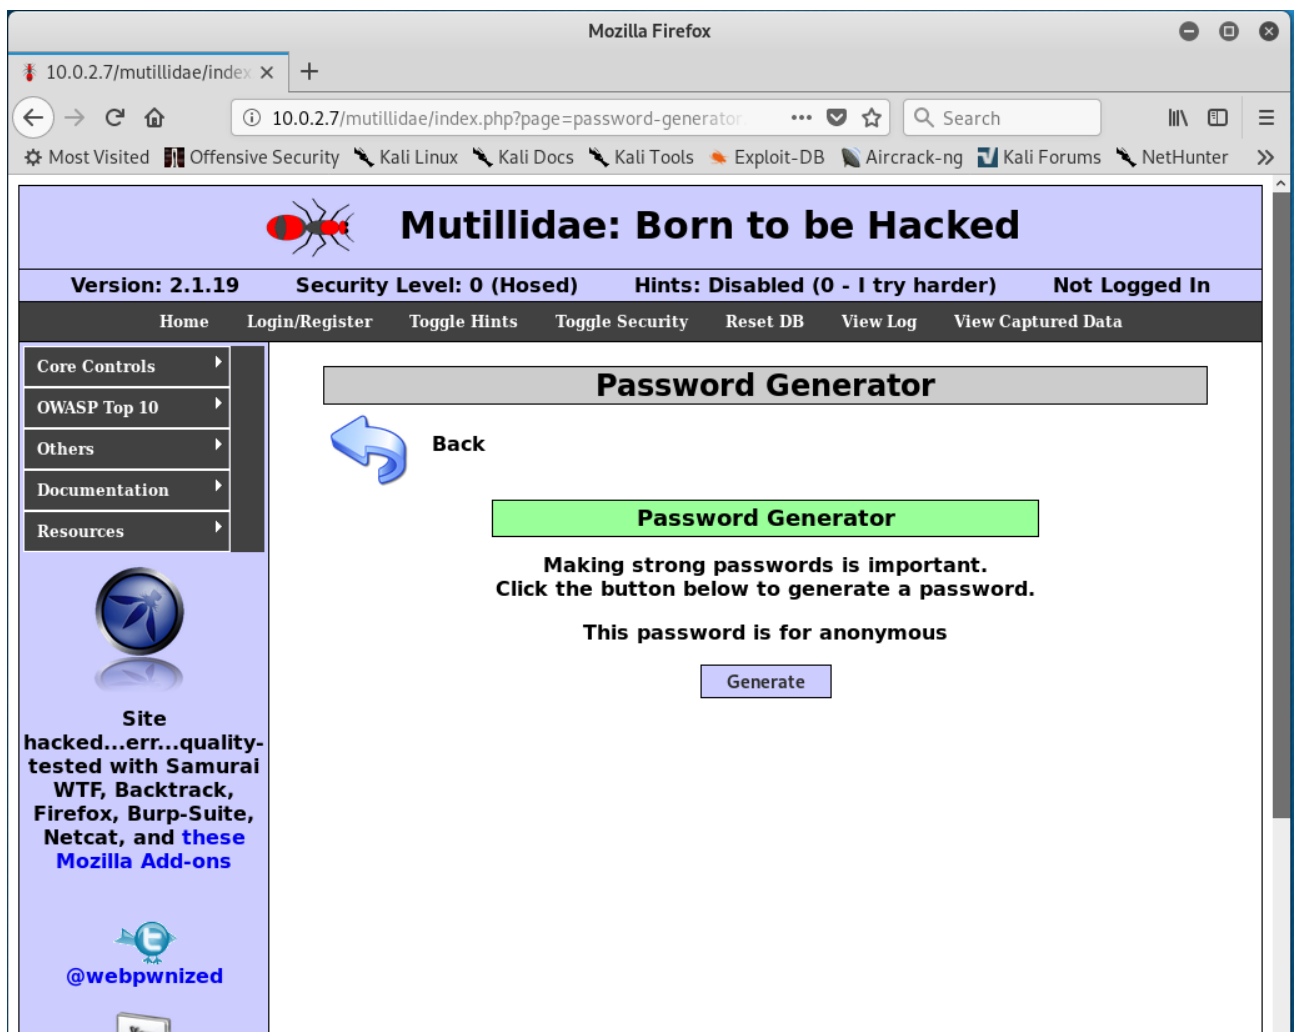 Mozilla Firefox
10.0.2.7/mutillidae/index
10.0.2.7/mutillidae/index.php?page=password-generator
Search
Most Visited Offensive Security Kali Linux Kali Docs Kali Tools Exploit-DB Aircrack-ng Kali Forums NetHunter
Mutillidae: Born to be Hacked
Version: 2.1.19 Security Level: 0 (Hosed) Hints: Disabled (0 - I try harder) Not Logged In
Home Login/Register Toggle Hints Toggle Security Reset DB View Log View Captured Data
Core Controls
OWASP Top 10
Others
Documentation
Resources
Site
hacked...err...quality-
tested with Samurai
WTF, Backtrack,
Firefox, Burp-Suite,
Netcat, and these
Mozilla Add-ons
@webpwnized
Password Generator
Back
Password Generator
Making strong passwords is important.
Click the button below to generate a password.
This password is for anonymous
Generate